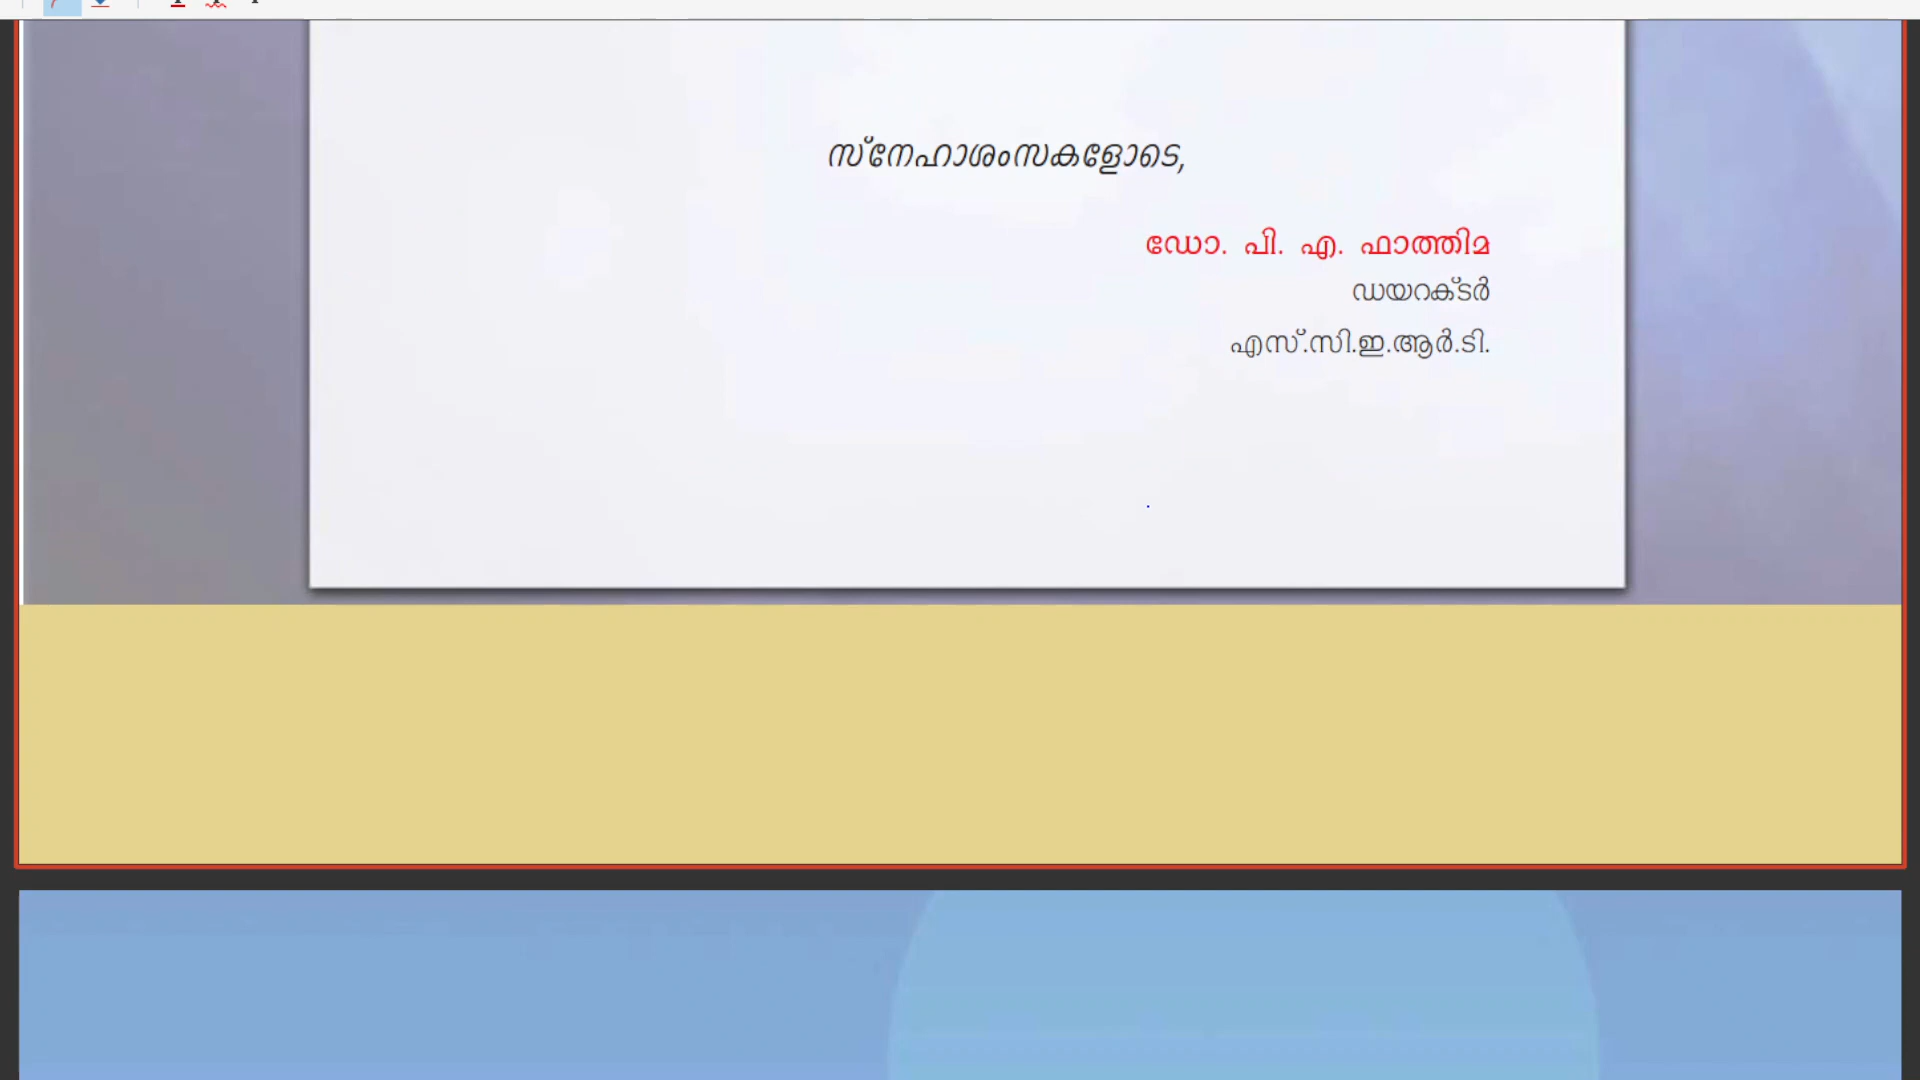 സ്നേഹാശംസകളോടെ,
ഡോ. പി. എ. ഫാത്തിമ
ഡയറക്ടർ
എസ്.സി.ഇ.ആർ.ടി.